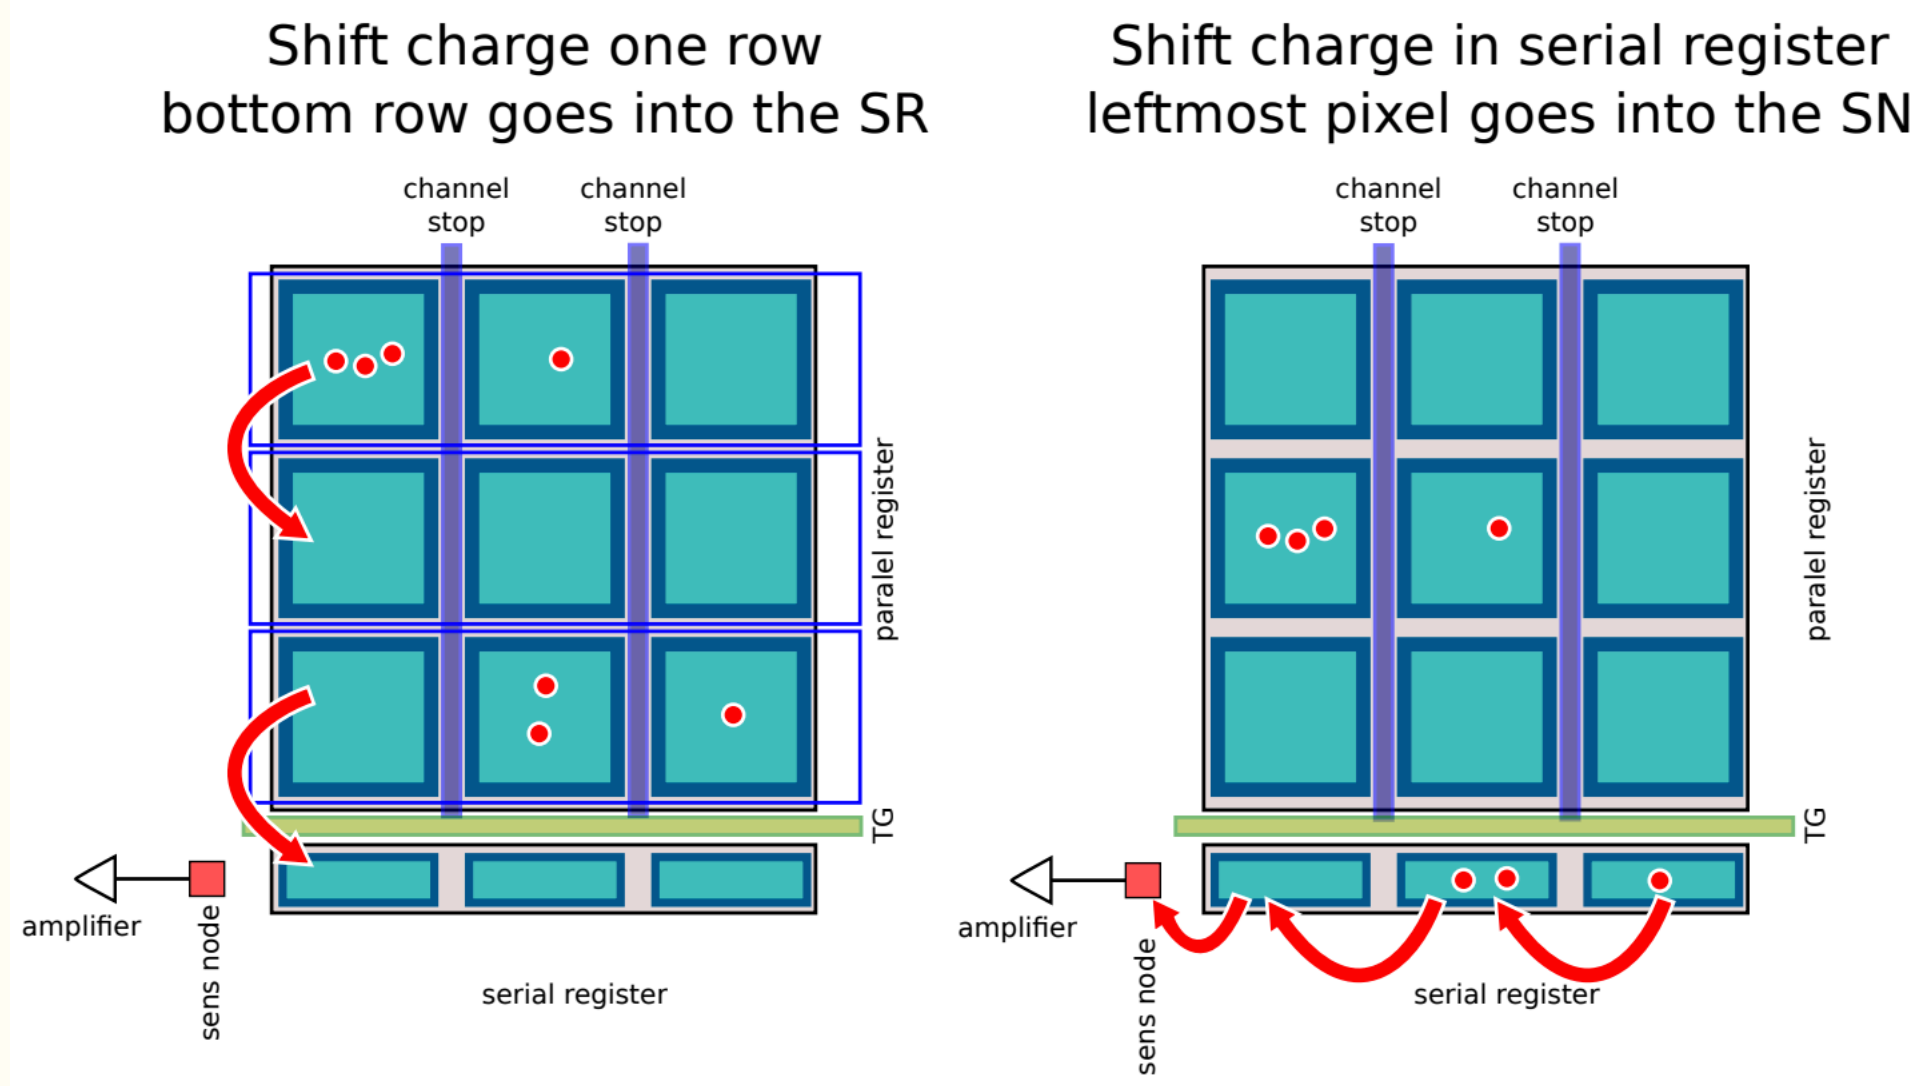 Shift charge one row
bottom row goes into the SR
channel
stop
channel
stop
paralel register
TG
amplifier
sens node
serial register
Shift charge in serial register
leftmost pixel goes into the SN
channel
stop
channel
stop
paralel register
TG
amplifier
sens node
serial register